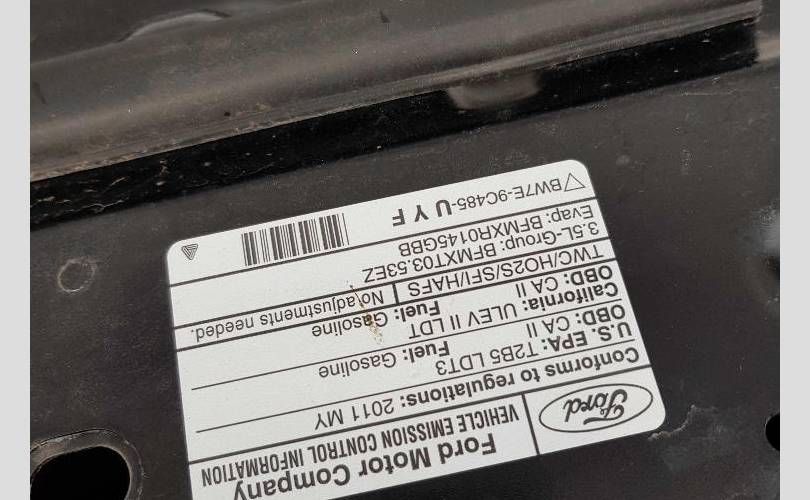 Ford
Ford Motor Company
VEHICLE EMISSION CONTROL INFORMATION
Conforms to regulations: 2011 MY
U.S. EPA: T2B5 LDT3 Fuel: Gasoline
OBD: CA II
California: ULEV II LDT Fuel: Gasoline
OBD: CA II
TWC/HO2S/SFI/HAFS No adjustments needed.
3.5L-Group: BFMXT03.53EZ
Evap: BFMXR0145GBB
BW7E-9C485-UYF